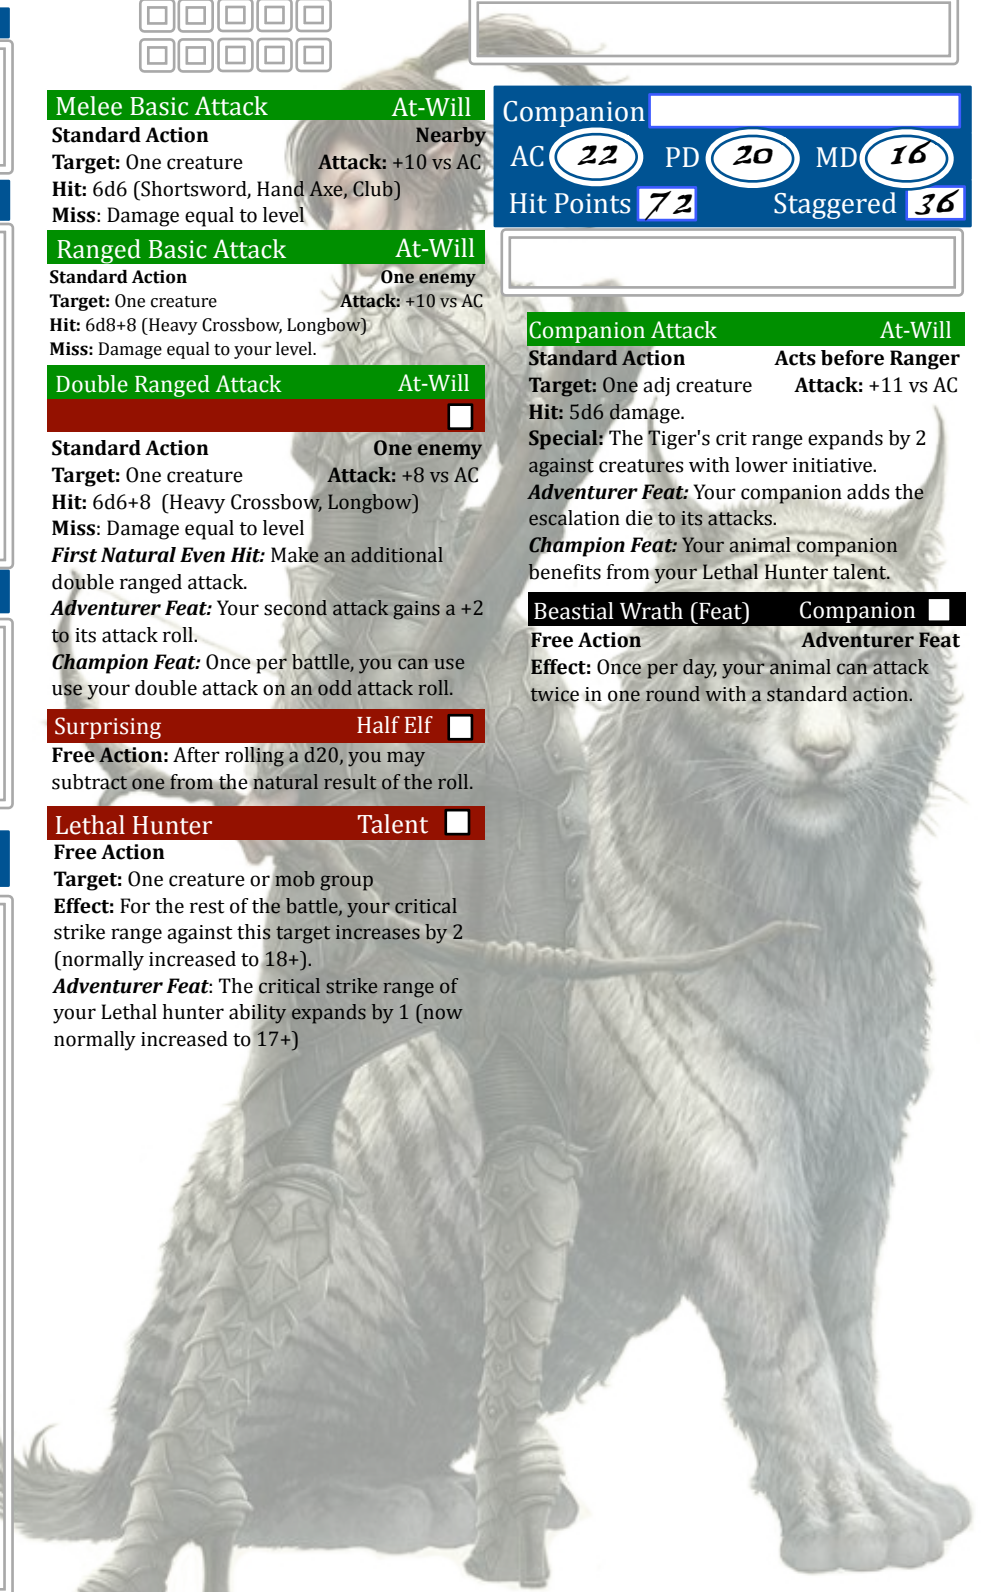 Melee Basic Attack At-Will
Standard Action Nearby
Target: One creature Attack: +10 vs AC
Hit: 6d6 (Shortsword, Hand Axe, Club)
Miss: Damage equal to level
Ranged Basic Attack At-Will
Standard Action One enemy
Target: One creature Attack: +10 vs AC
Hit: 6d8+8 (Heavy Crossbow, Longbow)
Miss: Damage equal to your level.
Double Ranged Attack At-Will
Standard Action One enemy
Target: One creature Attack: +8 vs AC
Hit: 6d6+8 (Heavy Crossbow, Longbow)
Miss: Damage equal to level
First Natural Even Hit: Make an additional
double ranged attack.
Adventurer Feat: Your second attack gains a +2
to its attack roll.
Champion Feat: Once per battlle, you can use
use your double attack on an odd attack roll.
Surprising Half Elf
Free Action: After rolling a d20, you may
subtract one from the natural result of the roll.
Lethal Hunter Talent
Free Action
Target: One creature or mob group
Effect: For the rest of the battle, your critical
strike range against this target increases by 2
(normally increased to 18+).
Adventurer Feat: The critical strike range of
your Lethal hunter ability expands by 1 (now
normally increased to 17+)
Companion
AC 22 PD 20 MD 16
Hit Points 72 Staggered 36
Companion Attack At-Will
Standard Action Acts before Ranger
Target: One adj creature Attack: +11 vs AC
Hit: 5d6 damage.
Special: The Tiger's crit range expands by 2
against creatures with lower initiative.
Adventurer Feat: Your companion adds the
escalation die to its attacks.
Champion Feat: Your animal companion
benefits from your Lethal Hunter talent.
Beastial Wrath (Feat) Companion
Free Action Adventurer Feat
Effect: Once per day, your animal can attack
twice in one round with a standard action.